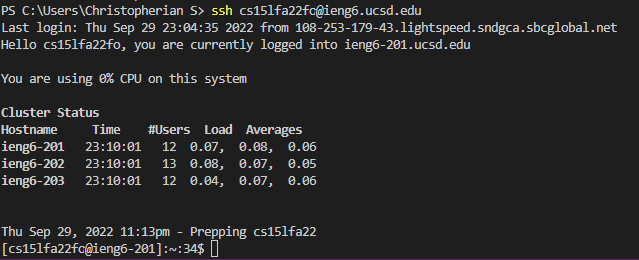 PS C:\Users\Christopherian S> ssh cs15lfa22fo@ieng6.ucsd.edu
Last login: Thu Sep 29 23:04:35 2022 from 108-253-179-43.lightspeed.sndgca.sbcglobal.net
Hello cs15lfa22fo, you are currently logged into ieng6-201.ucsd.edu
You are using 0% CPU on this system
Cluster Status
Hostname     Time    #Users  Load  Averages
ieng6-201   23:10:01   12  0.07,  0.08,  0.06
ieng6-202   23:10:01   13  0.08,  0.07,  0.05
ieng6-203   23:10:01   12  0.04,  0.07,  0.06
Thu Sep 29, 2022 11:13pm - Prepping cs15lfa22
[cs15lfa22fo@ieng6-201]:~:34$